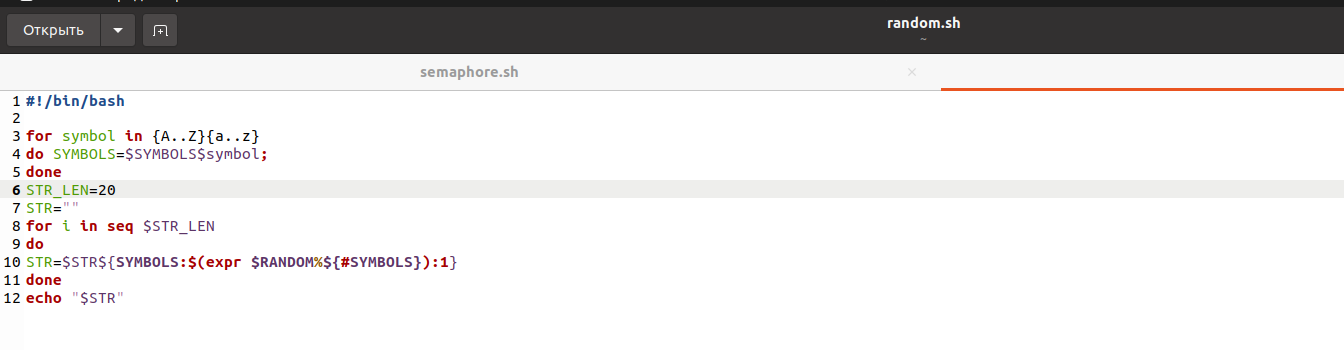 Открыть
random.sh
~
semaphore.sh
×
1 #!/bin/bash
2
3 for symbol in {A..Z}{a..z}
4 do SYMBOLS=$SYMBOLS$symbol;
5 done
6 STR_LEN=20
7 STR=""
8 for i in seq $STR_LEN
9 do
10 STR=$STR${SYMBOLS:$(expr $RANDOM%${#SYMBOLS}):1}
11 done
12 echo "$STR"